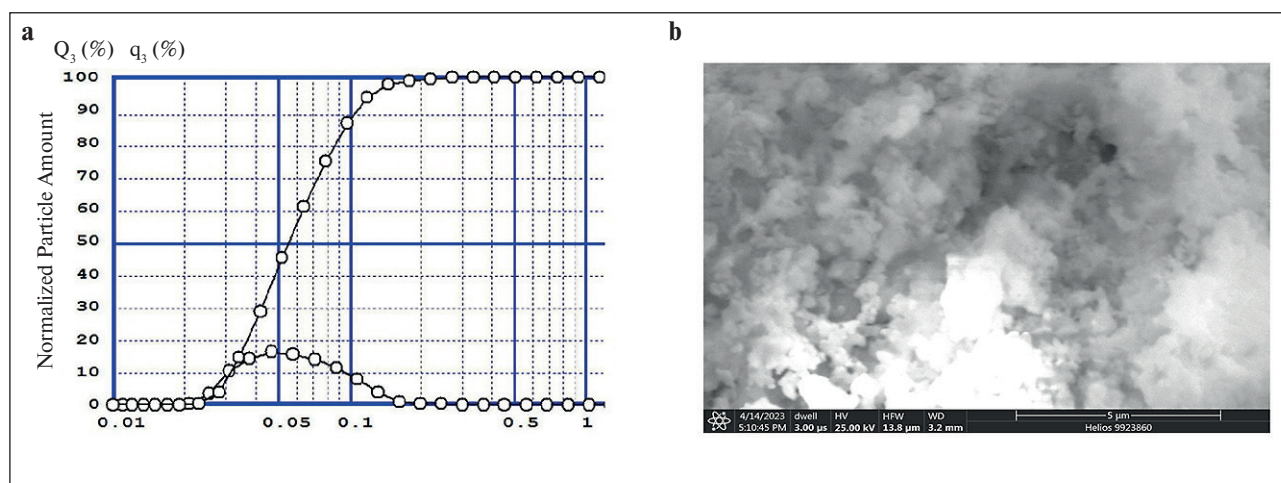 a
Q₃ (%) q₃ (%)
Normalized Particle Amount
100
90
80
70
60
50
40
30
20
10
0
0.01 0.05 0.1 0.5 1
b
4/14/2023 dwell HV HFW WD 5 µm
5:10:45 PM 3.00 µs 25.00 kV 13.8 µm 3.2 mm Helios 9923860